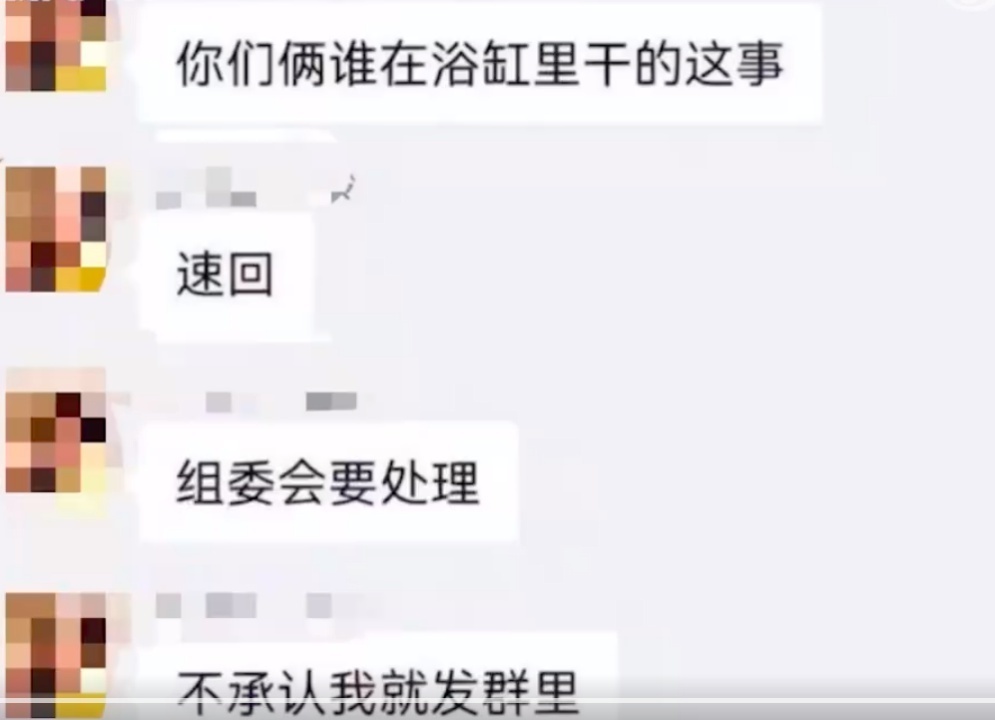 你们俩谁在浴缸里干的这事
速回
组委会要处理
不承认我就发群里